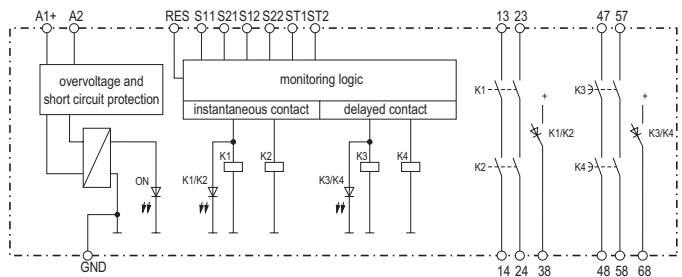 A1+ A2 RES S11 S21 S12 S22 ST1 ST2 13 23 47 57
overvoltage and
short circuit protection
monitoring logic
instantaneous contact delayed contact
K1 K3
+ +
K1/K2 K3/K4
K1 K2 K3 K4
ON K1/K2 K3/K4
K2 K4
GND 14 24 38 48 58 68